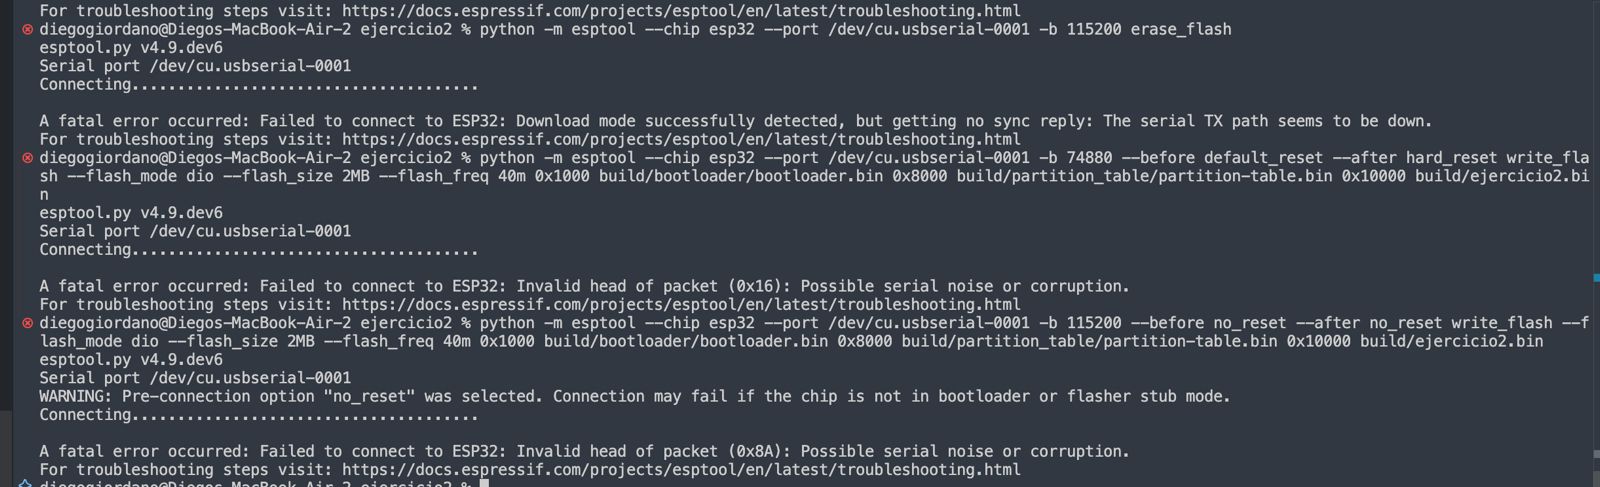 For troubleshooting steps visit: https://docs.espressif.com/projects/esptool/en/latest/troubleshooting.html
diegogiordano@Diegos-MacBook-Air-2 ejercicio2 % python -m esptool --chip esp32 --port /dev/cu.usbserial-0001 -b 115200 erase_flash
esptool.py v4.9.dev6
Serial port /dev/cu.usbserial-0001
Connecting......................................
A fatal error occurred: Failed to connect to ESP32: Download mode successfully detected, but getting no sync reply: The serial TX path seems to be down.
For troubleshooting steps visit: https://docs.espressif.com/projects/esptool/en/latest/troubleshooting.html
diegogiordano@Diegos-MacBook-Air-2 ejercicio2 % python -m esptool --chip esp32 --port /dev/cu.usbserial-0001 -b 74880 --before default_reset --after hard_reset write_fla
sh --flash_mode dio --flash_size 2MB --flash_freq 40m 0x1000 build/bootloader/bootloader.bin 0x8000 build/partition_table/partition-table.bin 0x10000 build/ejercicio2.bi
n
esptool.py v4.9.dev6
Serial port /dev/cu.usbserial-0001
Connecting......................................
A fatal error occurred: Failed to connect to ESP32: Invalid head of packet (0x16): Possible serial noise or corruption.
For troubleshooting steps visit: https://docs.espressif.com/projects/esptool/en/latest/troubleshooting.html
diegogiordano@Diegos-MacBook-Air-2 ejercicio2 % python -m esptool --chip esp32 --port /dev/cu.usbserial-0001 -b 115200 --before no_reset --after no_reset write_flash --f
lash_mode dio --flash_size 2MB --flash_freq 40m 0x1000 build/bootloader/bootloader.bin 0x8000 build/partition_table/partition-table.bin 0x10000 build/ejercicio2.bin
esptool.py v4.9.dev6
Serial port /dev/cu.usbserial-0001
WARNING: Pre-connection option "no_reset" was selected. Connection may fail if the chip is not in bootloader or flasher stub mode.
Connecting......................................
A fatal error occurred: Failed to connect to ESP32: Invalid head of packet (0x8A): Possible serial noise or corruption.
For troubleshooting steps visit: https://docs.espressif.com/projects/esptool/en/latest/troubleshooting.html
diegogiordano@Diegos-MacBook-Air-2 ejercicio2 %